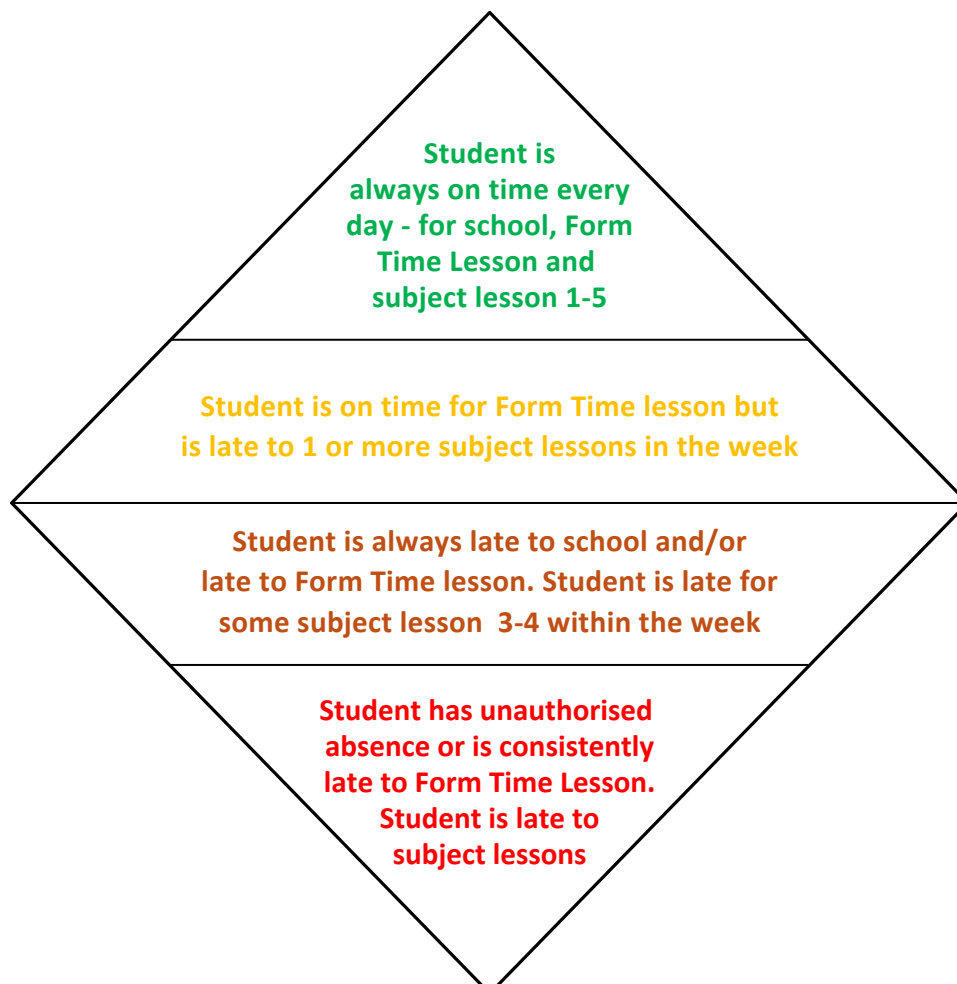 Student is
always on time every
day - for school, Form
Time Lesson and
subject lesson 1-5
Student is on time for Form Time lesson but
is late to 1 or more subject lessons in the week
Student is always late to school and/or
late to Form Time lesson. Student is late for
some subject lesson  3-4 within the week
Student has unauthorised
absence or is consistently
late to Form Time Lesson.
Student is late to
subject lessons